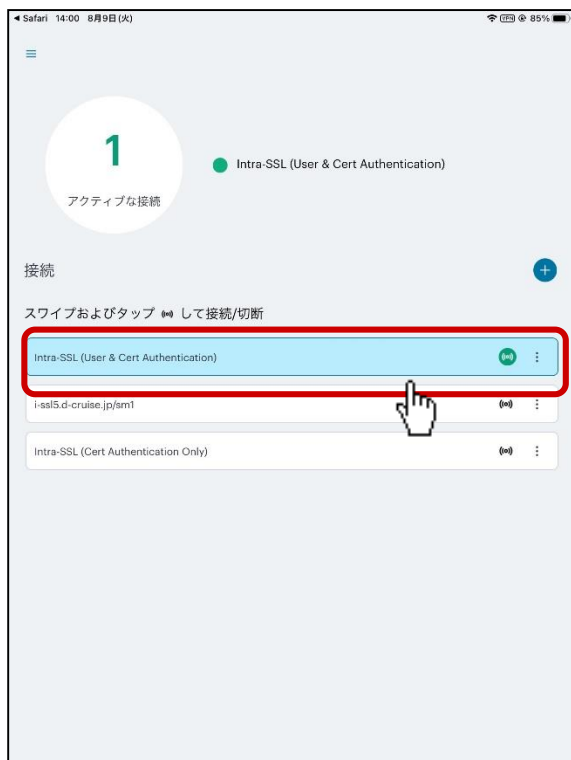 ◀ Safari 14:00 8月9日(火) VPN 85%
1
アクティブな接続
Intra-SSL (User & Cert Authentication)
接続
スワイプおよびタップ して接続/切断
Intra-SSL (User & Cert Authentication)
i-ssl5.d-cruise.jp/sm1
Intra-SSL (Cert Authentication Only)